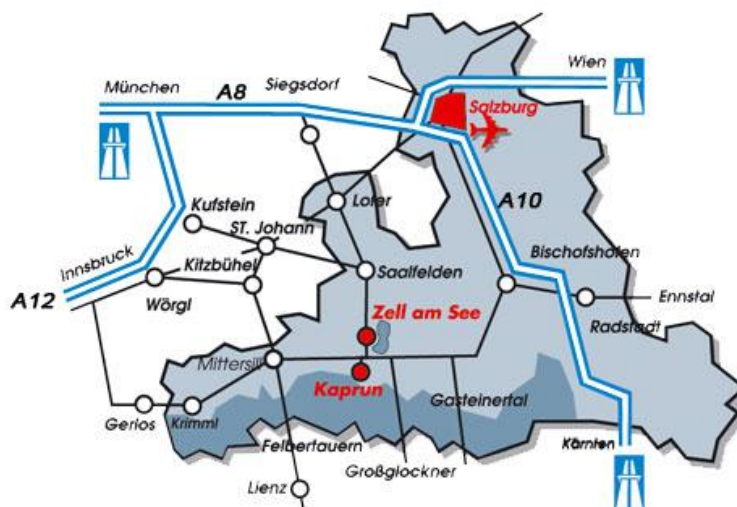 Wien
München
A8
Siegsdorf
Salzburg
Kufstein
Lofer
A10
ST. Johann
Innsbruck
Kitzbühel
Saalfelden
Bischofshofen
A12
Wörgl
Ennstal
Zell am See
Radstadt
Mittersill
Kaprun
Gasteinertal
Gerlos
Krimml
Felbertauern
Großglockner
Kärnten
Lienz